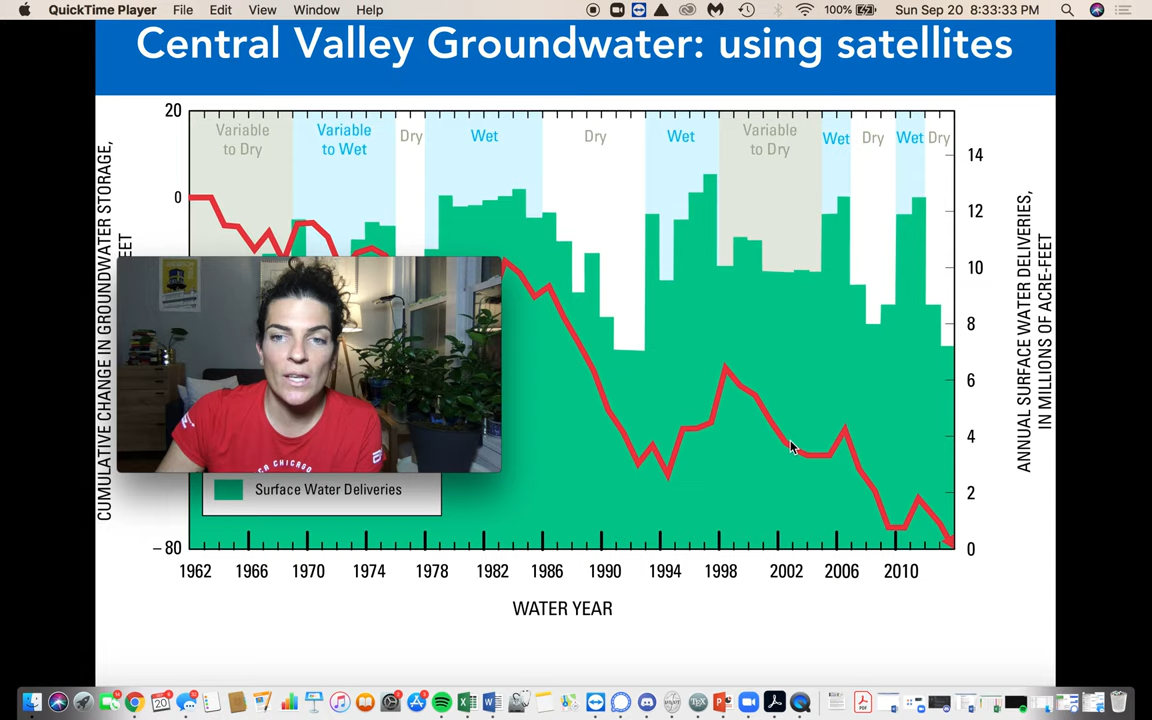 QuickTime Player File Edit View Window Help 100% Sun Sep 20 8:33:33 PM
Central Valley Groundwater: using satellites
20
Variable
to Dry
Variable
to Wet
Dry
Wet
Dry
Wet
Variable
to Dry
Wet
Dry
Wet
Dry
14
0
12
10
8
6
4
2
0
-80
CUMULATIVE CHANGE IN GROUNDWATER STORAGE,
FEET
ANNUAL SURFACE WATER DELIVERIES,
IN MILLIONS OF ACRE-FEET
CHICAGO
Surface Water Deliveries
1962 1966 1970 1974 1978 1982 1986 1990 1994 1998 2002 2006 2010
WATER YEAR